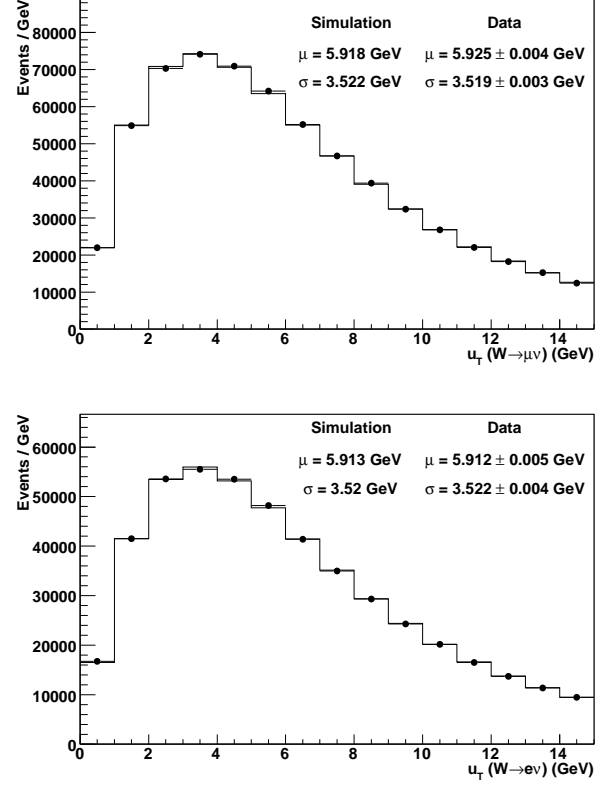 Events / GeV
Simulation Data
μ = 5.918 GeV μ = 5.925 ± 0.004 GeV
σ = 3.522 GeV σ = 3.519 ± 0.003 GeV
80000
70000
60000
50000
40000
30000
20000
10000
0
0 2 4 6 8 10 12 14
u_T (W→μν) (GeV)
Events / GeV
Simulation Data
μ = 5.913 GeV μ = 5.912 ± 0.005 GeV
σ = 3.52 GeV σ = 3.522 ± 0.004 GeV
60000
50000
40000
30000
20000
10000
0
0 2 4 6 8 10 12 14
u_T (W→eν) (GeV)